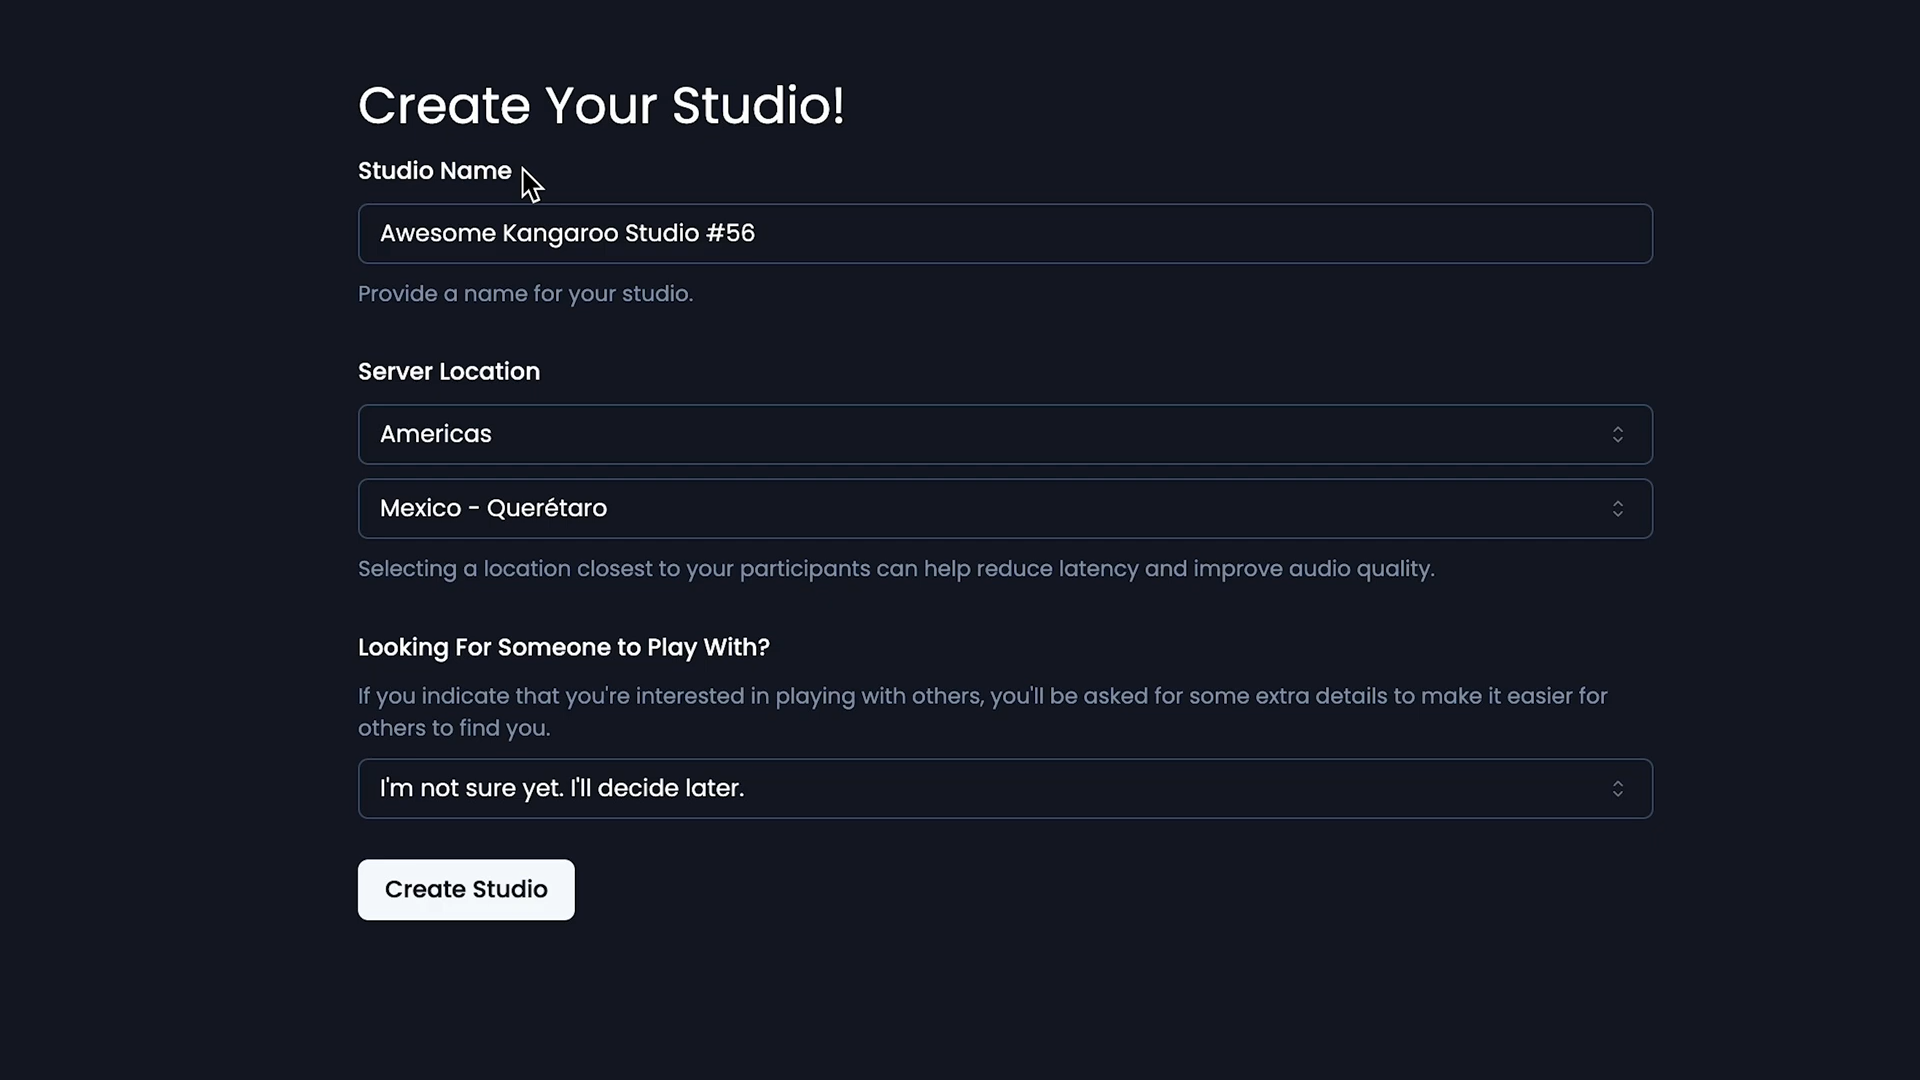 Create Your Studio!
Studio Name
Awesome Kangaroo Studio #56
Provide a name for your studio.
Server Location
Americas
Mexico - Querétaro
Selecting a location closest to your participants can help reduce latency and improve audio quality.
Looking For Someone to Play With?
If you indicate that you're interested in playing with others, you'll be asked for some extra details to make it easier for
others to find you.
I'm not sure yet. I'll decide later.
Create Studio